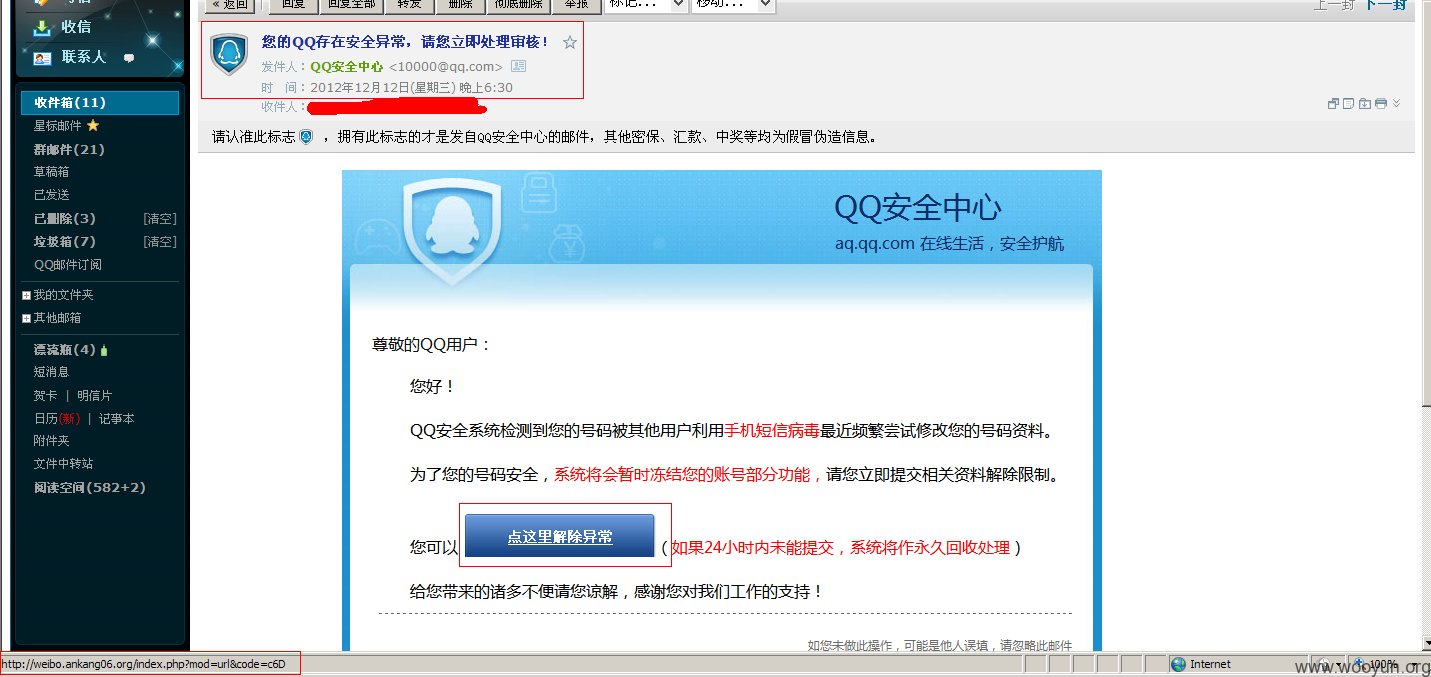 收信
联系人
收件箱(11)
星标邮件
群邮件(21)
草稿箱
已发送
已删除(3) [清空]
垃圾箱(7) [清空]
QQ邮件订阅
我的文件夹
其他邮箱
漂流瓶(4)
短消息
贺卡 | 明信片
日历(新) | 记事本
附件夹
文件中转站
阅读空间(582+2)
« 返回 回复 回复全部 转发 删除 彻底删除 举报 标记... 移动... 上一封 下一封
您的QQ存在安全异常，请您立即处理审核！
发件人：QQ安全中心 <10000@qq.com>
时 间：2012年12月12日(星期三) 晚上6:30
收件人：
请认准此标志 ，拥有此标志的才是发自QQ安全中心的邮件，其他密保、汇款、中奖等均为假冒伪造信息。
QQ安全中心
aq.qq.com 在线生活，安全护航
尊敬的QQ用户：
您好！
QQ安全系统检测到您的号码被其他用户利用手机短信病毒最近频繁尝试修改您的号码资料。
为了您的号码安全，系统将会暂时冻结您的账号部分功能，请您立即提交相关资料解除限制。
您可以 点这里解除异常 （如果24小时内未能提交，系统将作永久回收处理）
给您带来的诸多不便请您谅解，感谢您对我们工作的支持！
如您未做此操作，可能是他人误填，请忽略此邮件
http://weibo.ankang06.org/index.php?mod=url&code=c6D
Internet
100%
www.wooyun.org